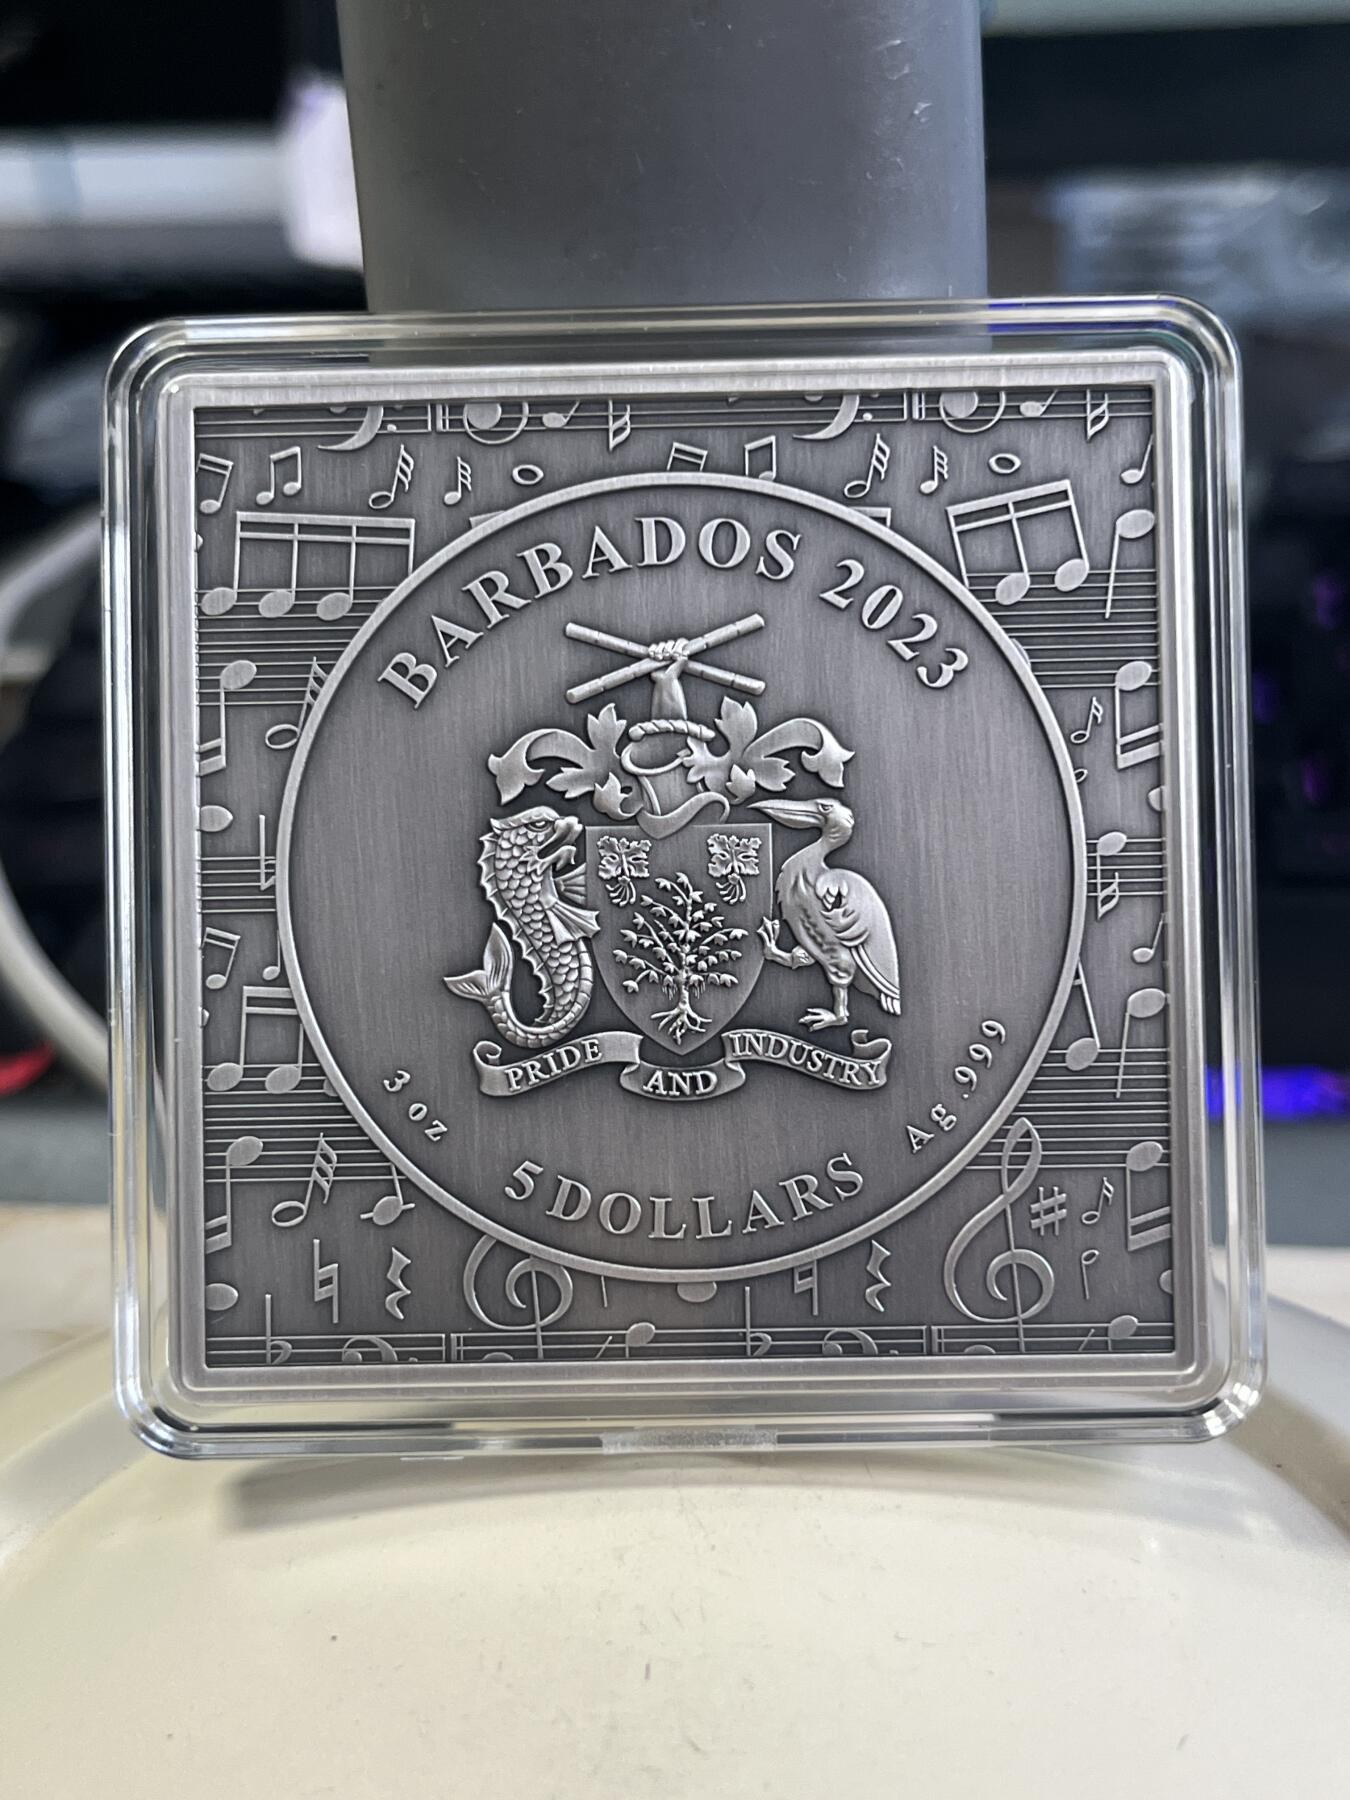 BARBADOS 2023
PRIDE AND INDUSTRY
3 oz
Ag .999
5 DOLLARS